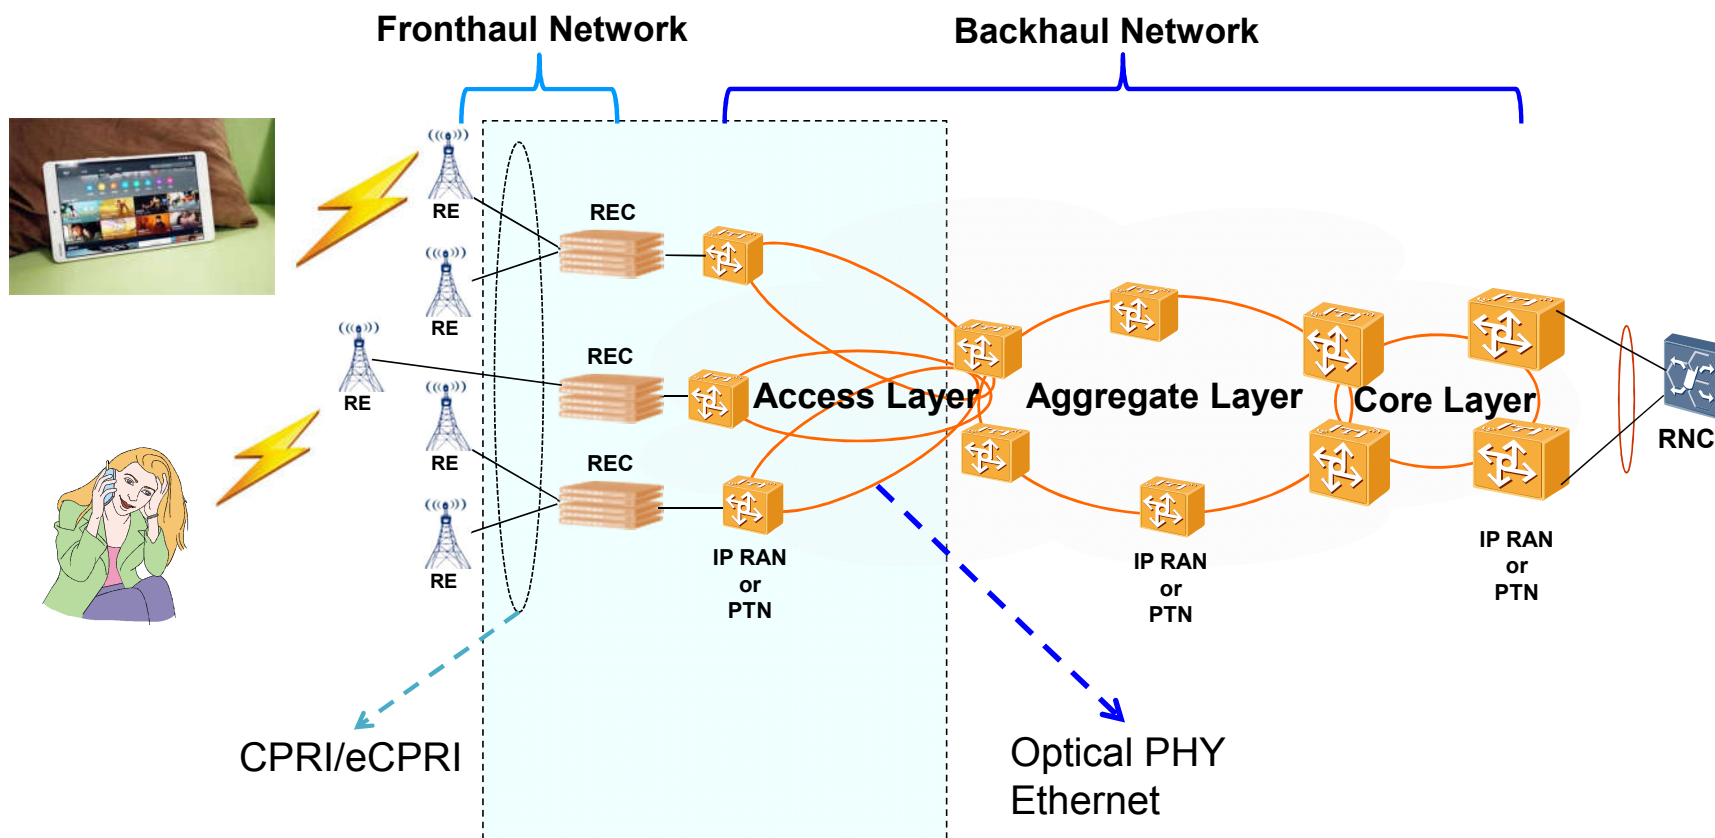 Fronthaul Network
Backhaul Network
RE
REC
RE
REC
RE
RE
REC
RE
Access Layer
Aggregate Layer
Core Layer
RNC
IP RAN
or
PTN
IP RAN
or
PTN
IP RAN
or
PTN
CPRI/eCPRI
Optical PHY
Ethernet